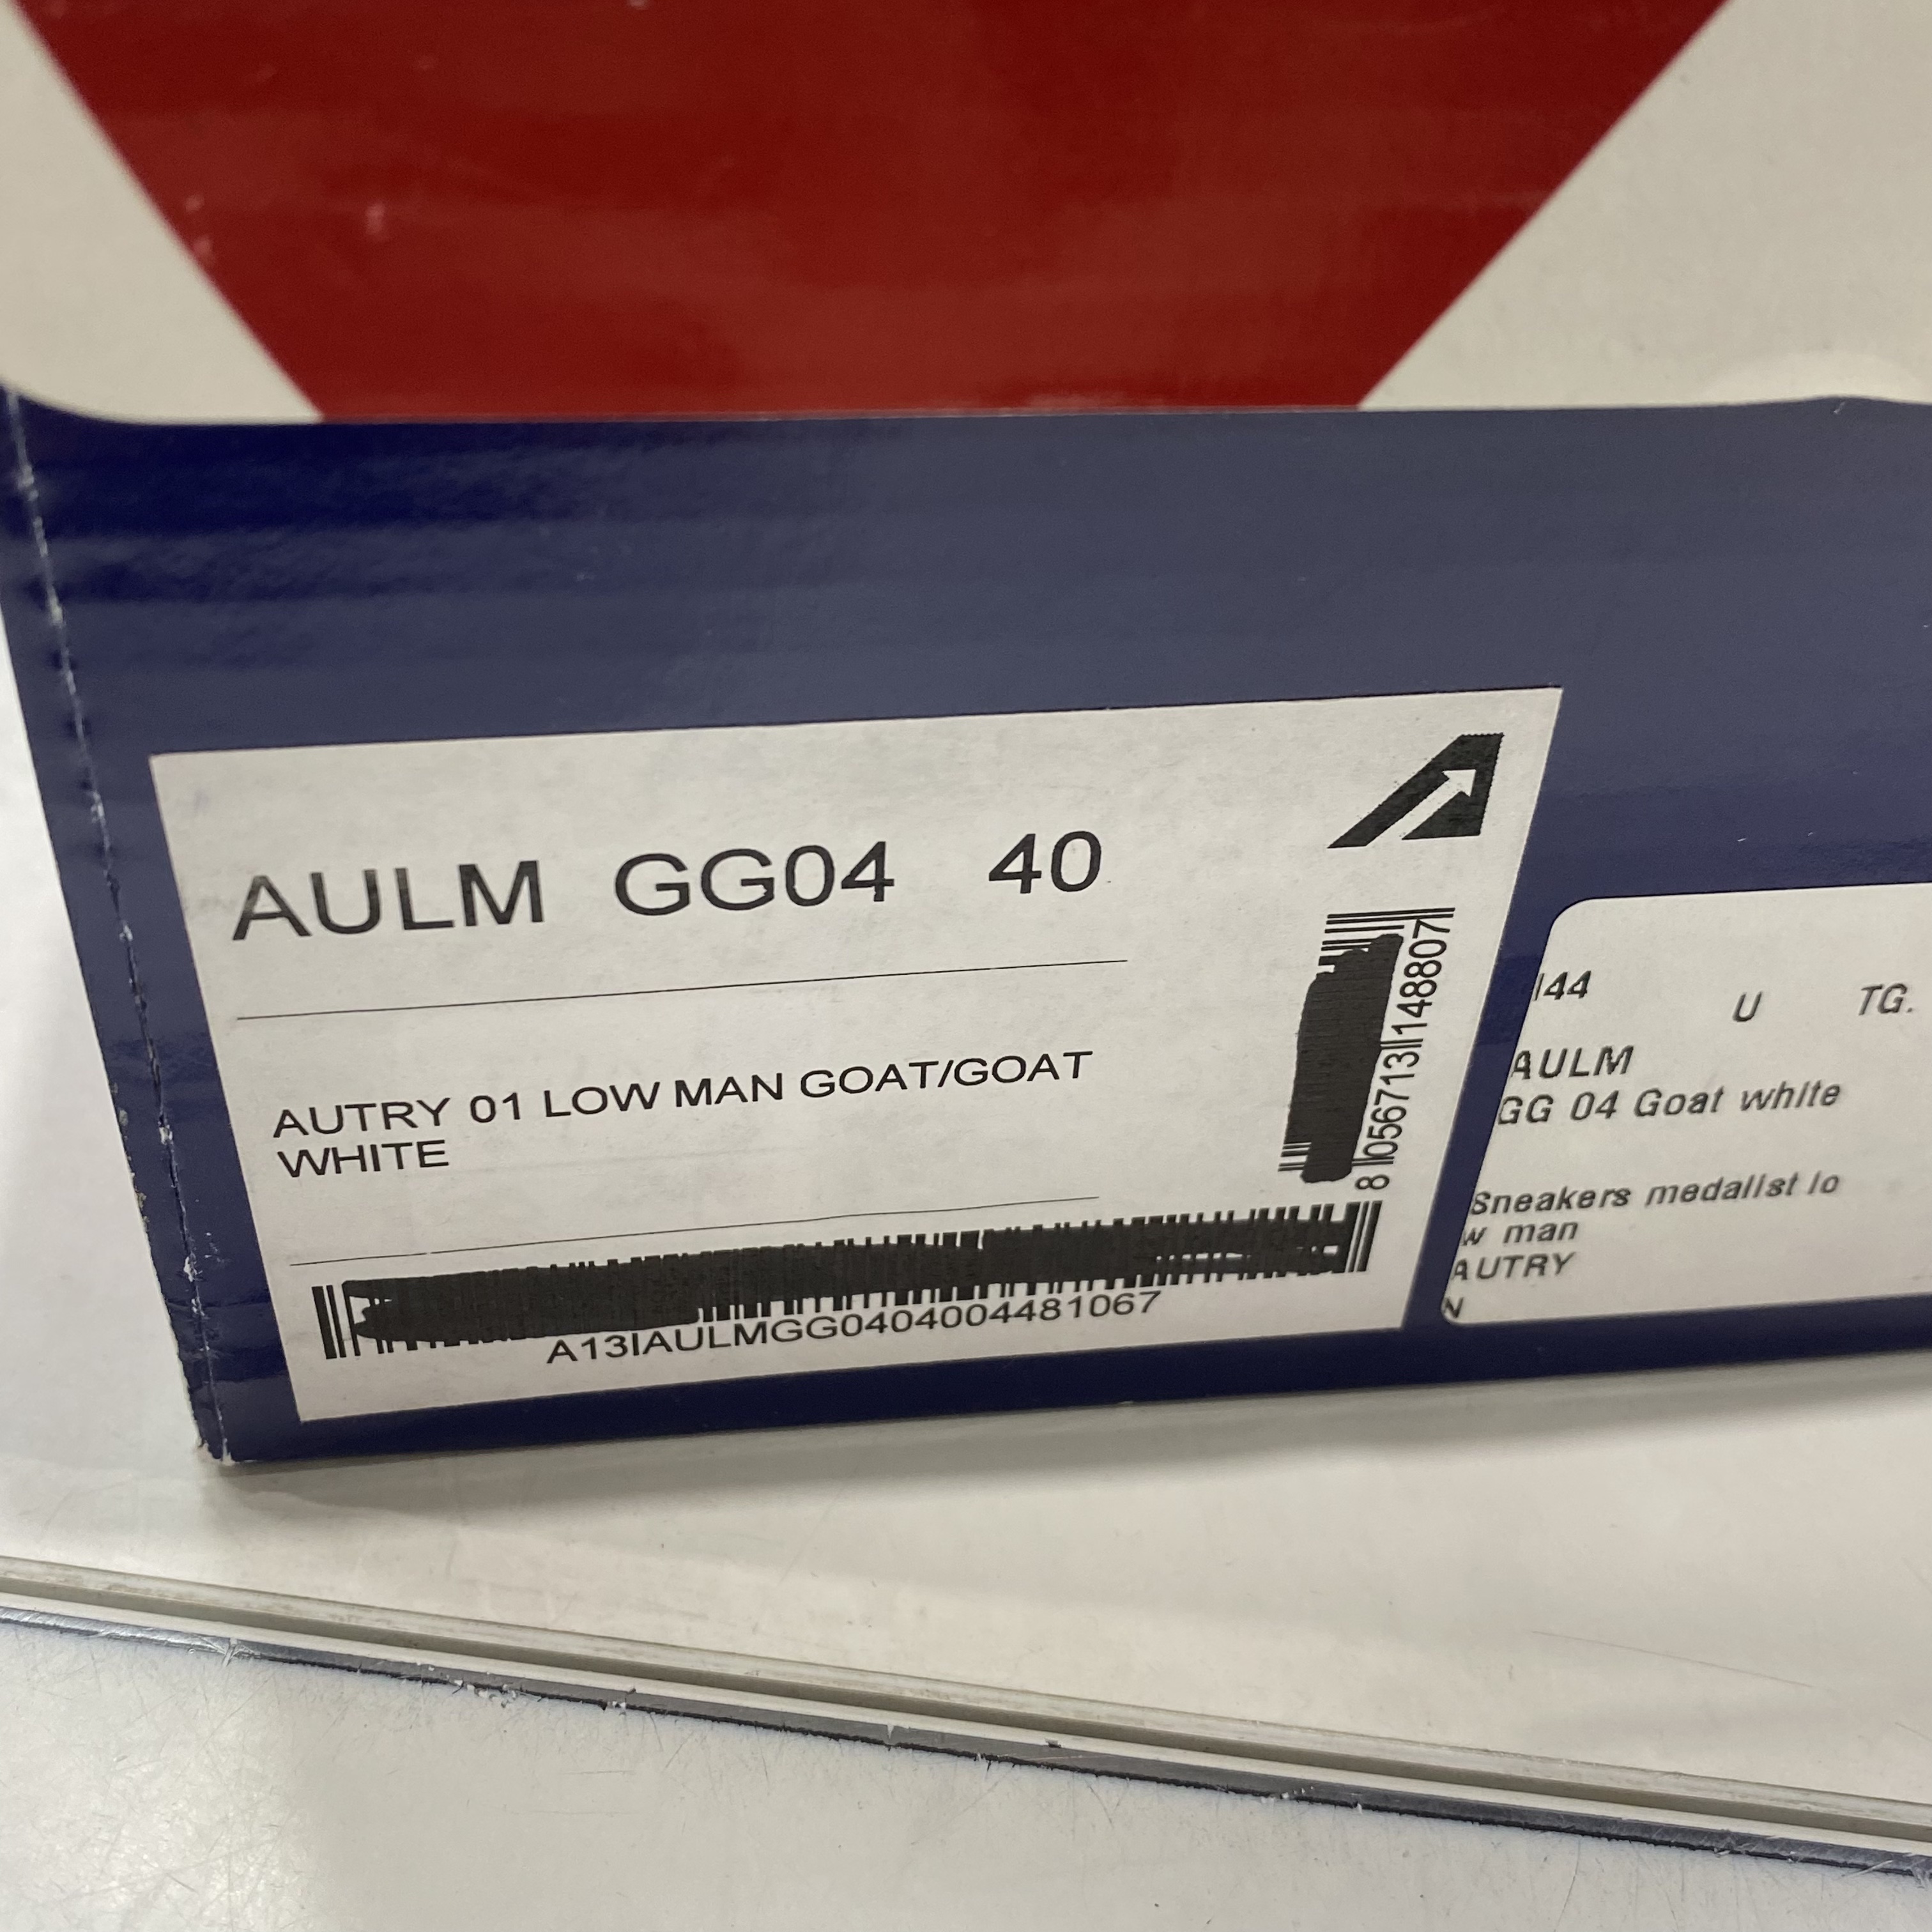 AULM GG04 40
AUTRY 01 LOW MAN GOAT/GOAT
WHITE
8 056713 148807
A13IAULMGG0404004481067
44 U TG.
AULM
GG 04 Goat white
Sneakers medalist lo
w man
AUTRY
N